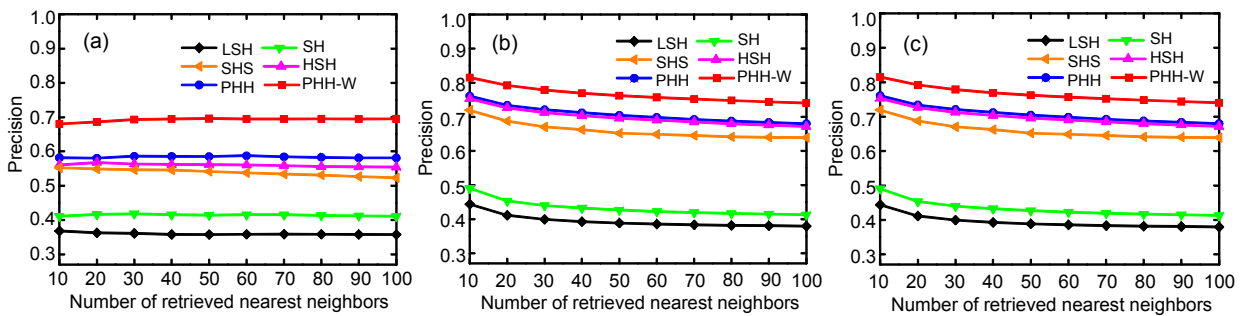 (a)
LSH SH
SHS HSH
PHH PHH-W
Precision
1.0
0.9
0.8
0.7
0.6
0.5
0.4
0.3
10 20 30 40 50 60 70 80 90 100
Number of retrieved nearest neighbors
(b)
LSH SH
SHS HSH
PHH PHH-W
Precision
1.0
0.9
0.8
0.7
0.6
0.5
0.4
0.3
10 20 30 40 50 60 70 80 90 100
Number of retrieved nearest neighbors
(c)
LSH SH
SHS HSH
PHH PHH-W
Precision
1.0
0.9
0.8
0.7
0.6
0.5
0.4
0.3
10 20 30 40 50 60 70 80 90 100
Number of retrieved nearest neighbors